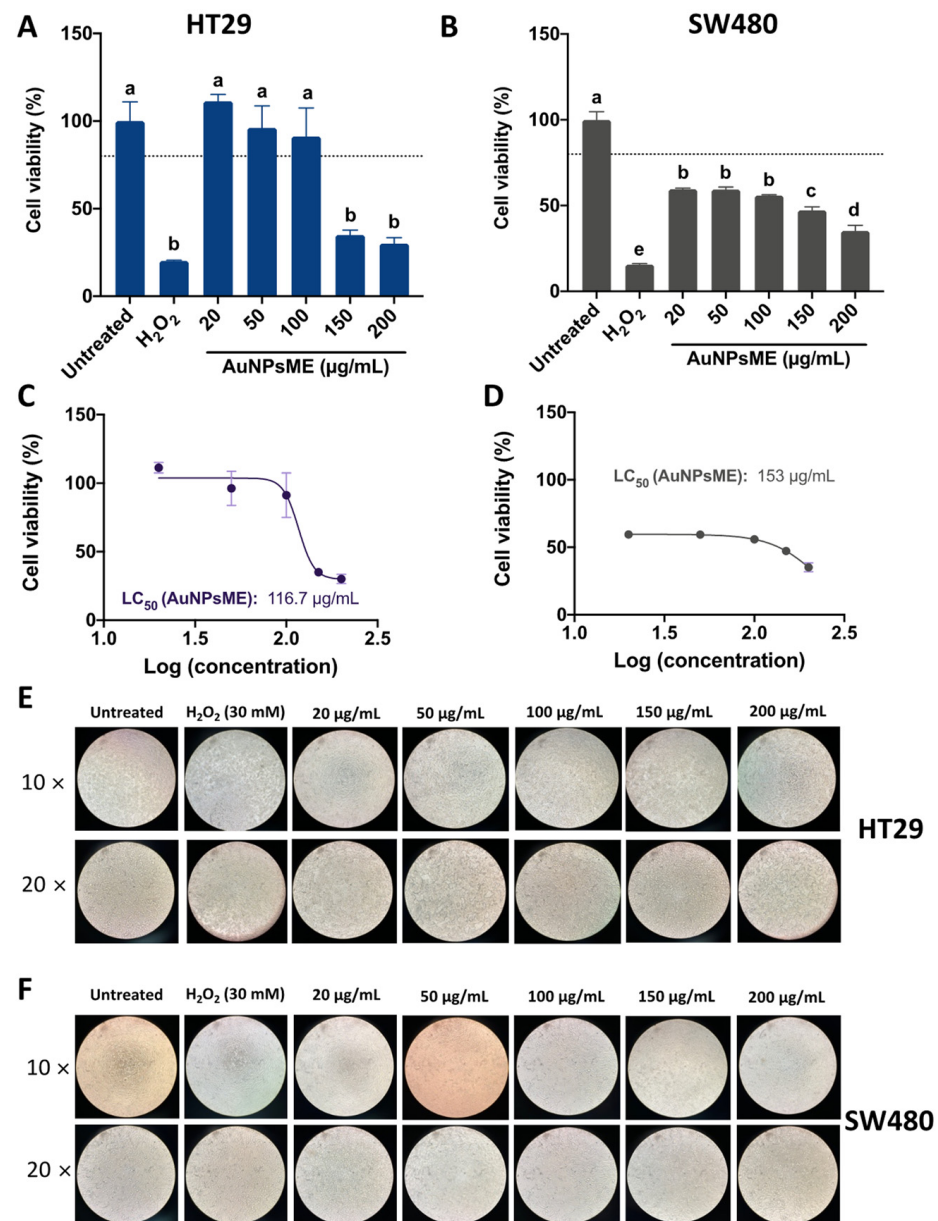 A HT29
150
100
50
0
Cell viability (%)
a
b
a
a
a
b
b
Untreated
H₂O₂
20
50
100
150
200
AuNPsME (µg/mL)
B SW480
150
100
50
0
Cell viability (%)
a
e
b
b
b
c
d
Untreated
H₂O₂
20
50
100
150
200
AuNPsME (µg/mL)
C
150
100
50
0
Cell viability (%)
LC₅₀ (AuNPsME): 116.7 µg/mL
1.0 1.5 2.0 2.5
Log (concentration)
D
150
100
50
0
Cell viability (%)
LC₅₀ (AuNPsME): 153 µg/mL
1.0 1.5 2.0 2.5
Log (concentration)
E
Untreated H₂O₂ (30 mM) 20 µg/mL 50 µg/mL 100 µg/mL 150 µg/mL 200 µg/mL
10 ×
HT29
20 ×
F
Untreated H₂O₂ (30 mM) 20 µg/mL 50 µg/mL 100 µg/mL 150 µg/mL 200 µg/mL
10 ×
SW480
20 ×